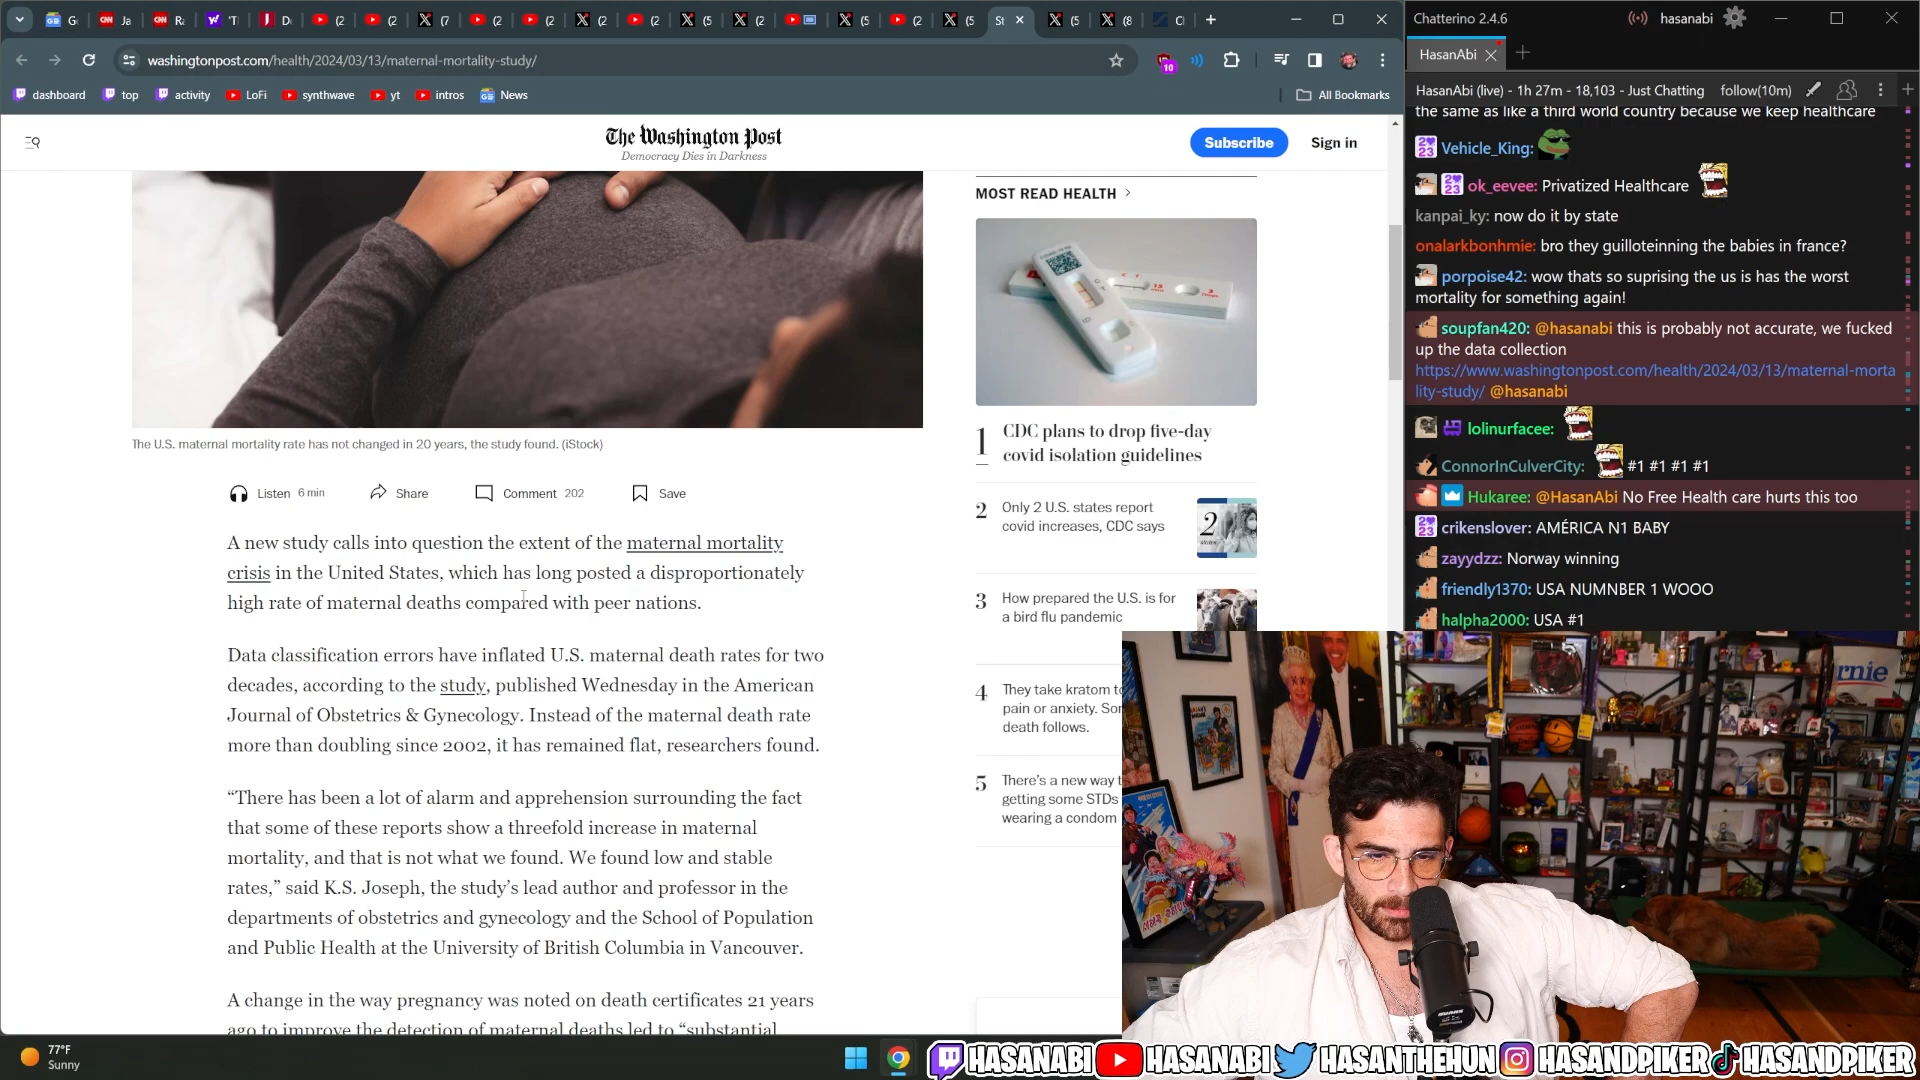 washingtonpost.com/health/2024/03/13/maternal-mortality-study/
10
dashboard
top
activity
LoFi
synthwave
yt
intros
News
All Bookmarks
The Washington Post
Democracy Dies in Darkness
Subscribe
Sign in
The U.S. maternal mortality rate has not changed in 20 years, the study found. (iStock)
Listen 6 min
Share
Comment 202
Save
A new study calls into question the extent of the maternal mortality
crisis in the United States, which has long posted a disproportionately
high rate of maternal deaths compared with peer nations.
Data classification errors have inflated U.S. maternal death rates for two
decades, according to the study, published Wednesday in the American
Journal of Obstetrics & Gynecology. Instead of the maternal death rate
more than doubling since 2002, it has remained flat, researchers found.
“There has been a lot of alarm and apprehension surrounding the fact
that some of these reports show a threefold increase in maternal
mortality, and that is not what we found. We found low and stable
rates,” said K.S. Joseph, the study’s lead author and professor in the
departments of obstetrics and gynecology and the School of Population
and Public Health at the University of British Columbia in Vancouver.
A change in the way pregnancy was noted on death certificates 21 years
ago to improve the detection of maternal deaths led to “substantial
MOST READ HEALTH
1 CDC plans to drop five-day
covid isolation guidelines
2 Only 2 U.S. states report
covid increases, CDC says
3 How prepared the U.S. is for
a bird flu pandemic
4 They take kratom to
pain or anxiety.
death follows.
5 There’s a new way
getting some STDs
wearing a condom
Chatterino 2.4.6
hasanabi
HasanAbi
HasanAbi (live) - 1h 27m - 18,103 - Just Chatting
follow(10m)
the same as like a third world country because we keep healthcare
Vehicle_King:
ok_eevee: Privatized Healthcare
kanpai_ky: now do it by state
onalarkbonhmie: bro they guilloteinning the babies in france?
porpoise42: wow thats so suprising the us is has the worst
mortality for something again!
soupfan420: @hasanabi this is probably not accurate, we fucked
up the data collection
https://www.washingtonpost.com/health/2024/03/13/maternal-morta
lity-study/ @hasanabi
lolinurfacee:
ConnorInCulverCity: #1 #1 #1 #1
Hukaree: @HasanAbi No Free Health care hurts this too
crikenslover: AMÉRICA N1 BABY
zayydzz: Norway winning
friendly1370: USA NUMNBER 1 WOOO
halpha2000: USA #1
rnie
77°F
Sunny
HASANABI
HASANABI
HASANTHEHUN
HASANDPIKER
HASANDPIKER